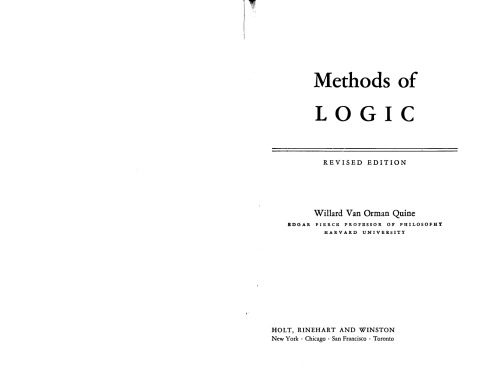 Methods of
LOGIC
REVISED EDITION
Willard Van Orman Quine
EDGAR PIERCE PROFESSOR OF PHILOSOPHY
HARVARD UNIVERSITY
HOLT, RINEHART AND WINSTON
New York · Chicago · San Francisco · Toronto